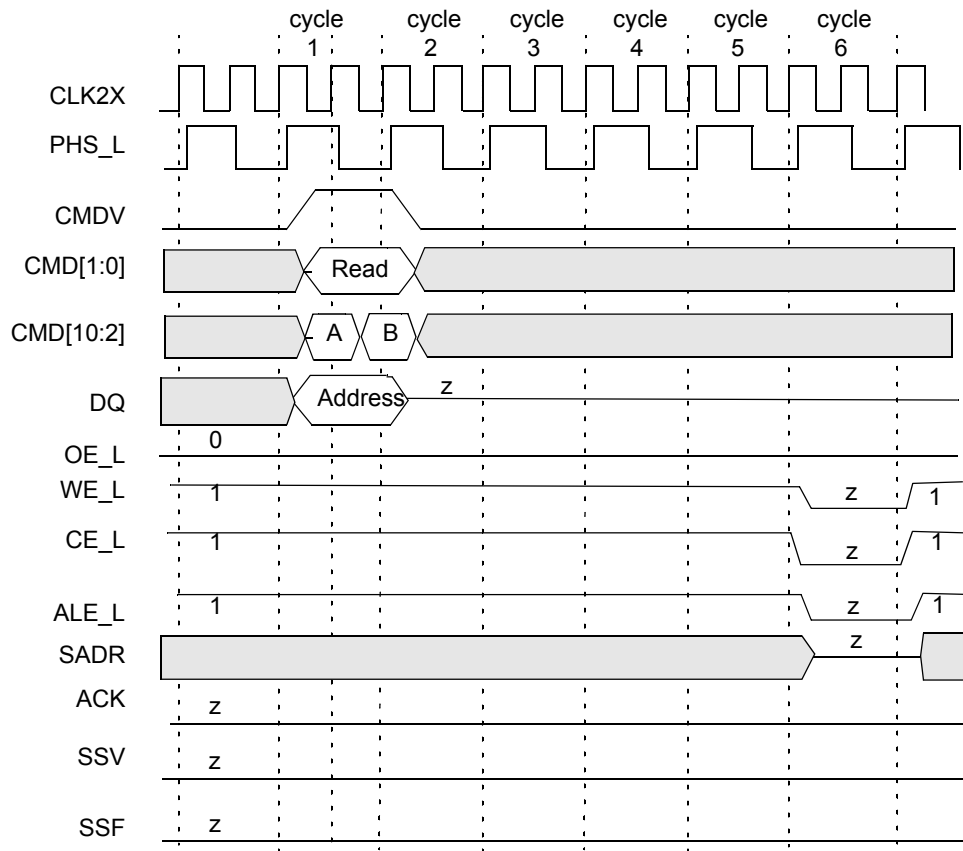 cycle cycle cycle cycle cycle cycle
1 2 3 4 5 6
CLK2X
PHS_L
CMDV
CMD[1:0] Read
CMD[10:2] A B
DQ Address z
OE_L 0
WE_L 1 z 1
CE_L 1 z 1
ALE_L 1 z 1
SADR z
ACK z
SSV z
SSF z